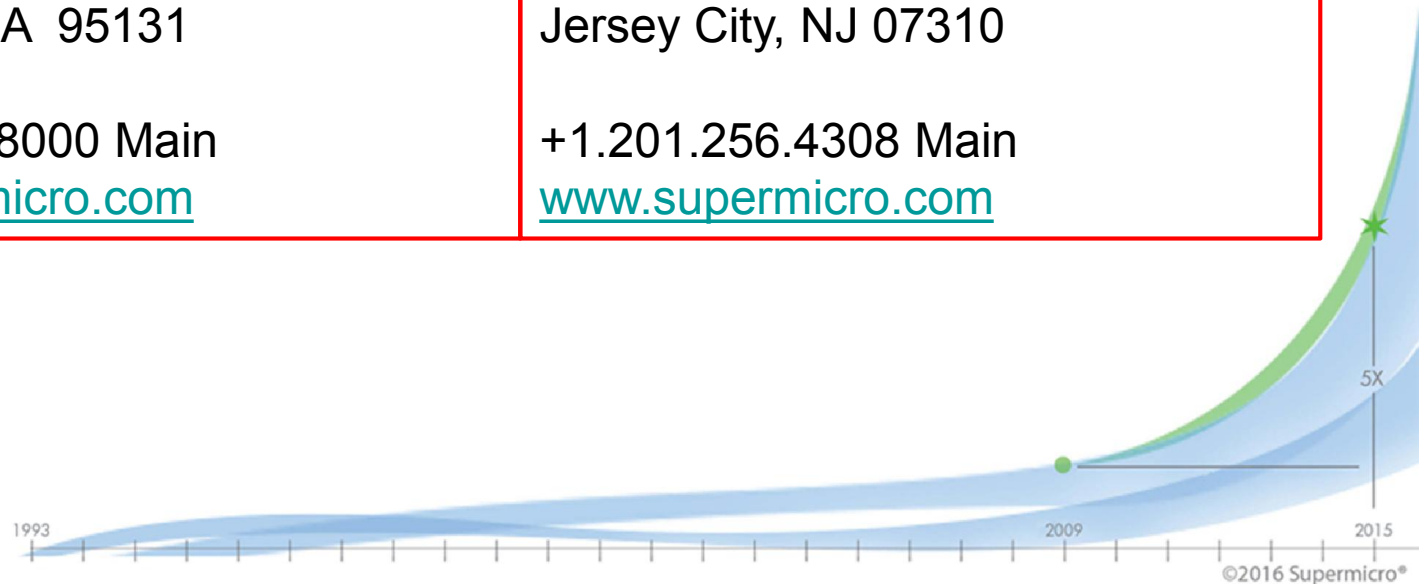 A 95131
Jersey City, NJ 07310
8000 Main
+1.201.256.4308 Main
micro.com
www.supermicro.com
5X
1993
2009
2015
©2016 Supermicro®